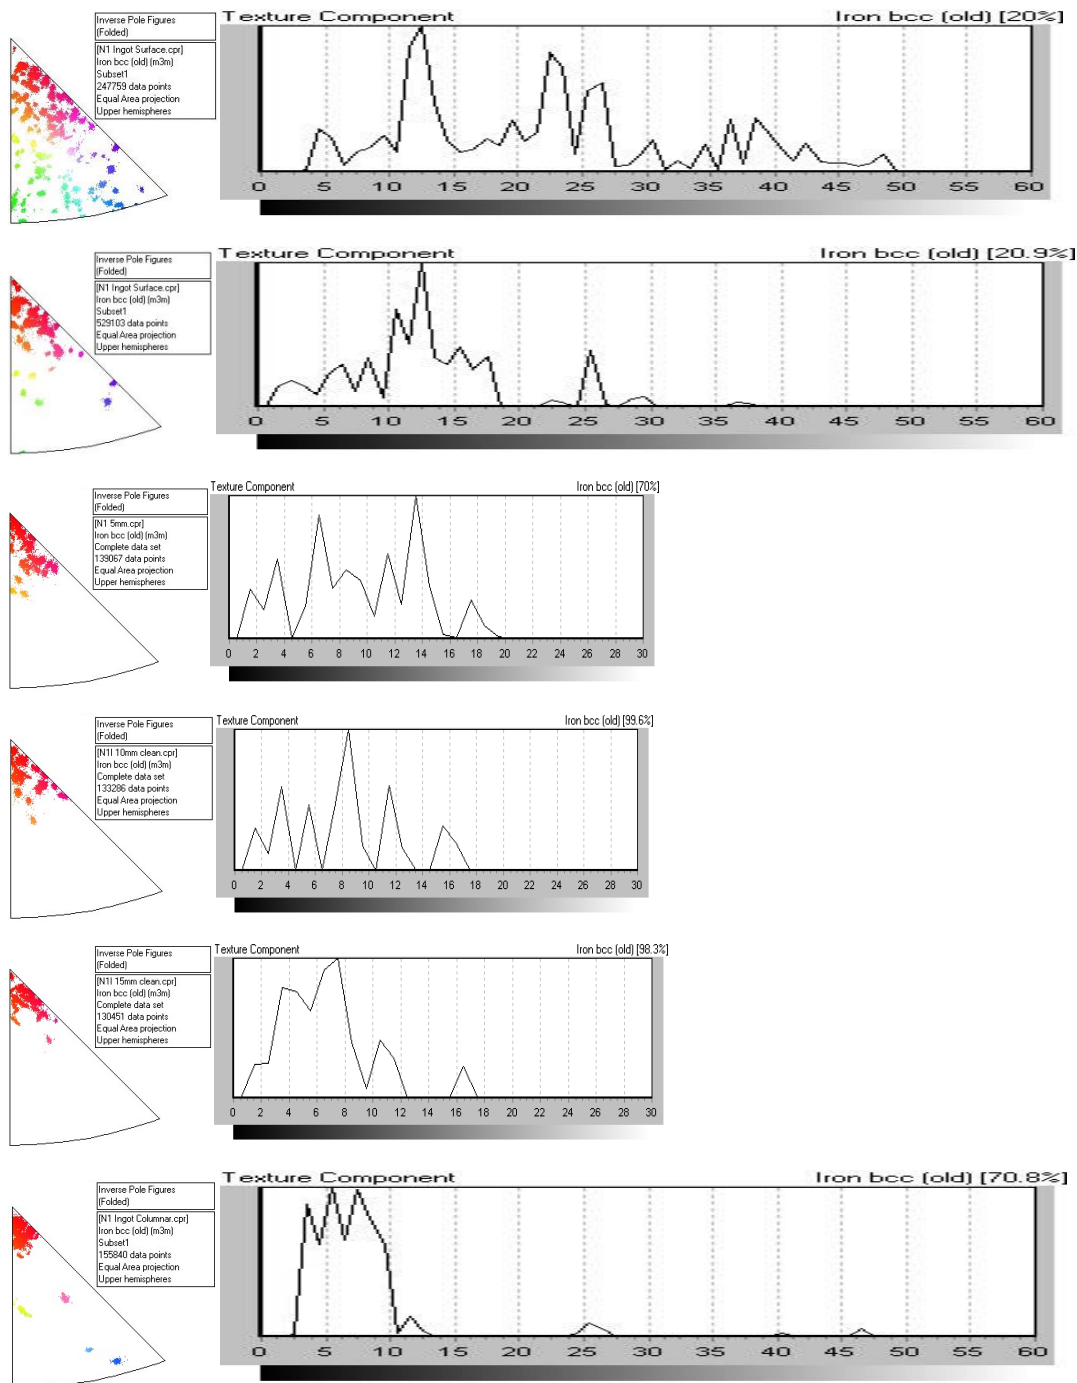 Inverse Pole Figures
(Folded)
[N1 Ingot Surface.cpr]
Iron bcc (old) (m3m)
Subset1
247759 data points
Equal Area projection
Upper hemispheres
Texture Component Iron bcc (old) [20%]
0 5 10 15 20 25 30 35 40 45 50 55 60
Inverse Pole Figures
(Folded)
[N1 Ingot Surface.cpr]
Iron bcc (old) (m3m)
Subset1
529103 data points
Equal Area projection
Upper hemispheres
Texture Component Iron bcc (old) [20.9%]
0 5 10 15 20 25 30 35 40 45 50 55 60
Inverse Pole Figures
(Folded)
[N1 5mm.cpr]
Iron bcc (old) (m3m)
Complete data set
139067 data points
Equal Area projection
Upper hemispheres
Texture Component Iron bcc (old) [70%]
0 2 4 6 8 10 12 14 16 18 20 22 24 26 28 30
Inverse Pole Figures
(Folded)
[N1I 10mm clean.cpr]
Iron bcc (old) (m3m)
Complete data set
133286 data points
Equal Area projection
Upper hemispheres
Texture Component Iron bcc (old) [99.6%]
0 2 4 6 8 10 12 14 16 18 20 22 24 26 28 30
Inverse Pole Figures
(Folded)
[N1I 15mm clean.cpr]
Iron bcc (old) (m3m)
Complete data set
130451 data points
Equal Area projection
Upper hemispheres
Texture Component Iron bcc (old) [98.3%]
0 2 4 6 8 10 12 14 16 18 20 22 24 26 28 30
Inverse Pole Figures
(Folded)
[N1 Ingot Columnar.cpr]
Iron bcc (old) (m3m)
Subset1
155840 data points
Equal Area projection
Upper hemispheres
Texture Component Iron bcc (old) [70.8%]
0 5 10 15 20 25 30 35 40 45 50 55 60